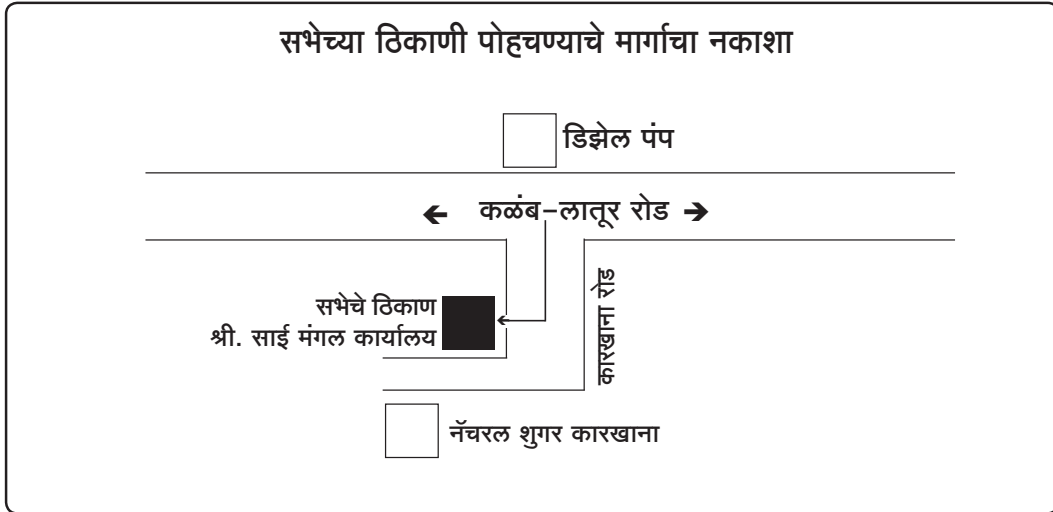 सभेच्या ठिकाणी पोहचण्याचे मार्गाचा नकाशा
डिझेल पंप
कळंब-लातूर रोड
सभेचे ठिकाण
श्री. साई मंगल कार्यालय
कारखाना रोड
नॅचरल शुगर कारखाना